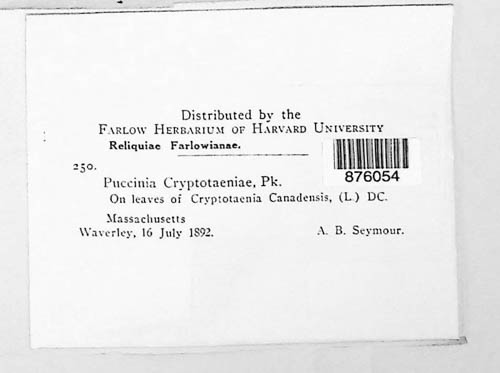 Distributed by the
Farlow Herbarium of Harvard University
Reliquiae Farlowianae.
876054
250.
Puccinia Cryptotaeniae, Pk.
On leaves of Cryptotaenia Canadensis, (L.) DC.
Massachusetts
Waverley, 16 July 1892. A. B. Seymour.